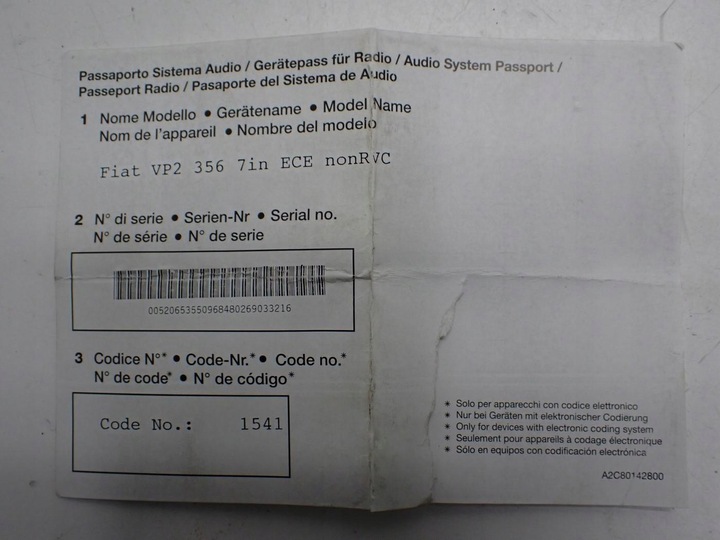 Passaporto Sistema Audio / Gerätepass für Radio / Audio System Passport /
Passeport Radio / Pasaporte del Sistema de Audio
1 Nome Modello • Gerätename • Model Name
Nom de l'appareil • Nombre del modelo
Fiat VP2 356 7in ECE nonRVC
2 N° di serie • Serien-Nr • Serial no.
N° de série • N° de serie
00520653550968480269033216
3 Codice N°* • Code-Nr.* • Code no.*
N° de code* • N° de código*
Code No.: 1541
* Solo per apparecchi con codice elettronico
* Nur bei Geräten mit elektronischer Codierung
* Only for devices with electronic coding system
* Seulement pour appareils à codage électronique
* Sólo en equipos con codificación electrónica
A2C80142800